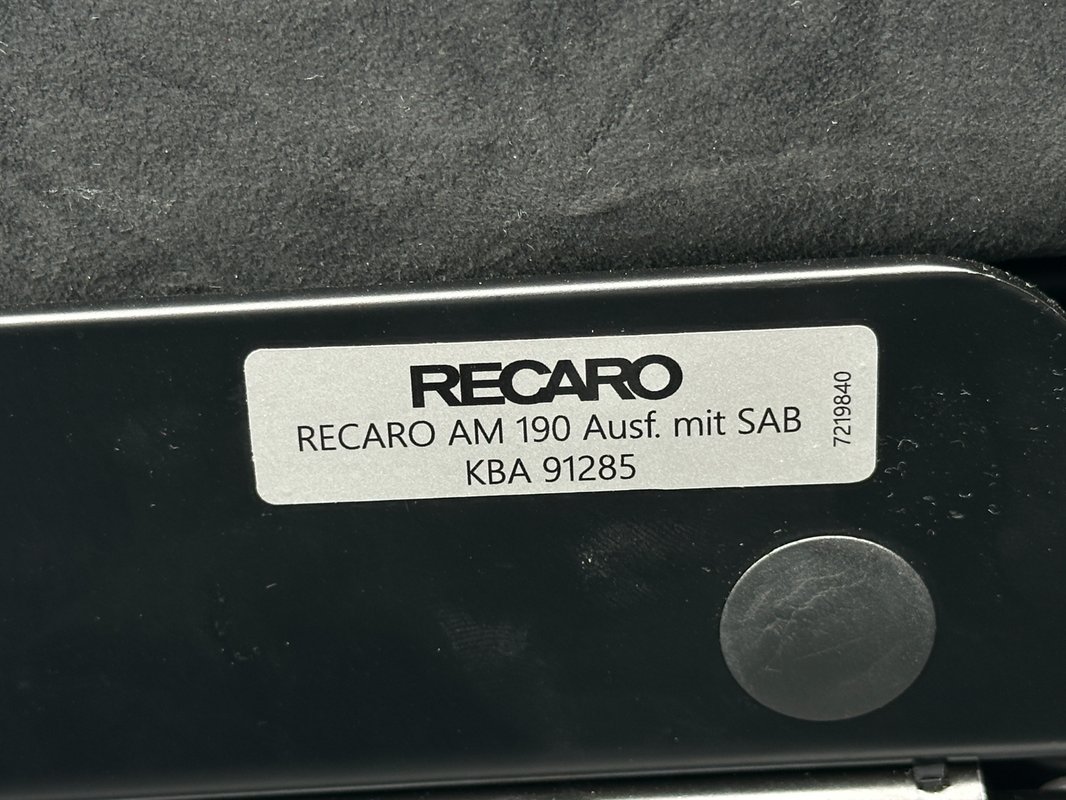 RECARO
RECARO AM 190 Ausf. mit SAB
KBA 91285
7219840